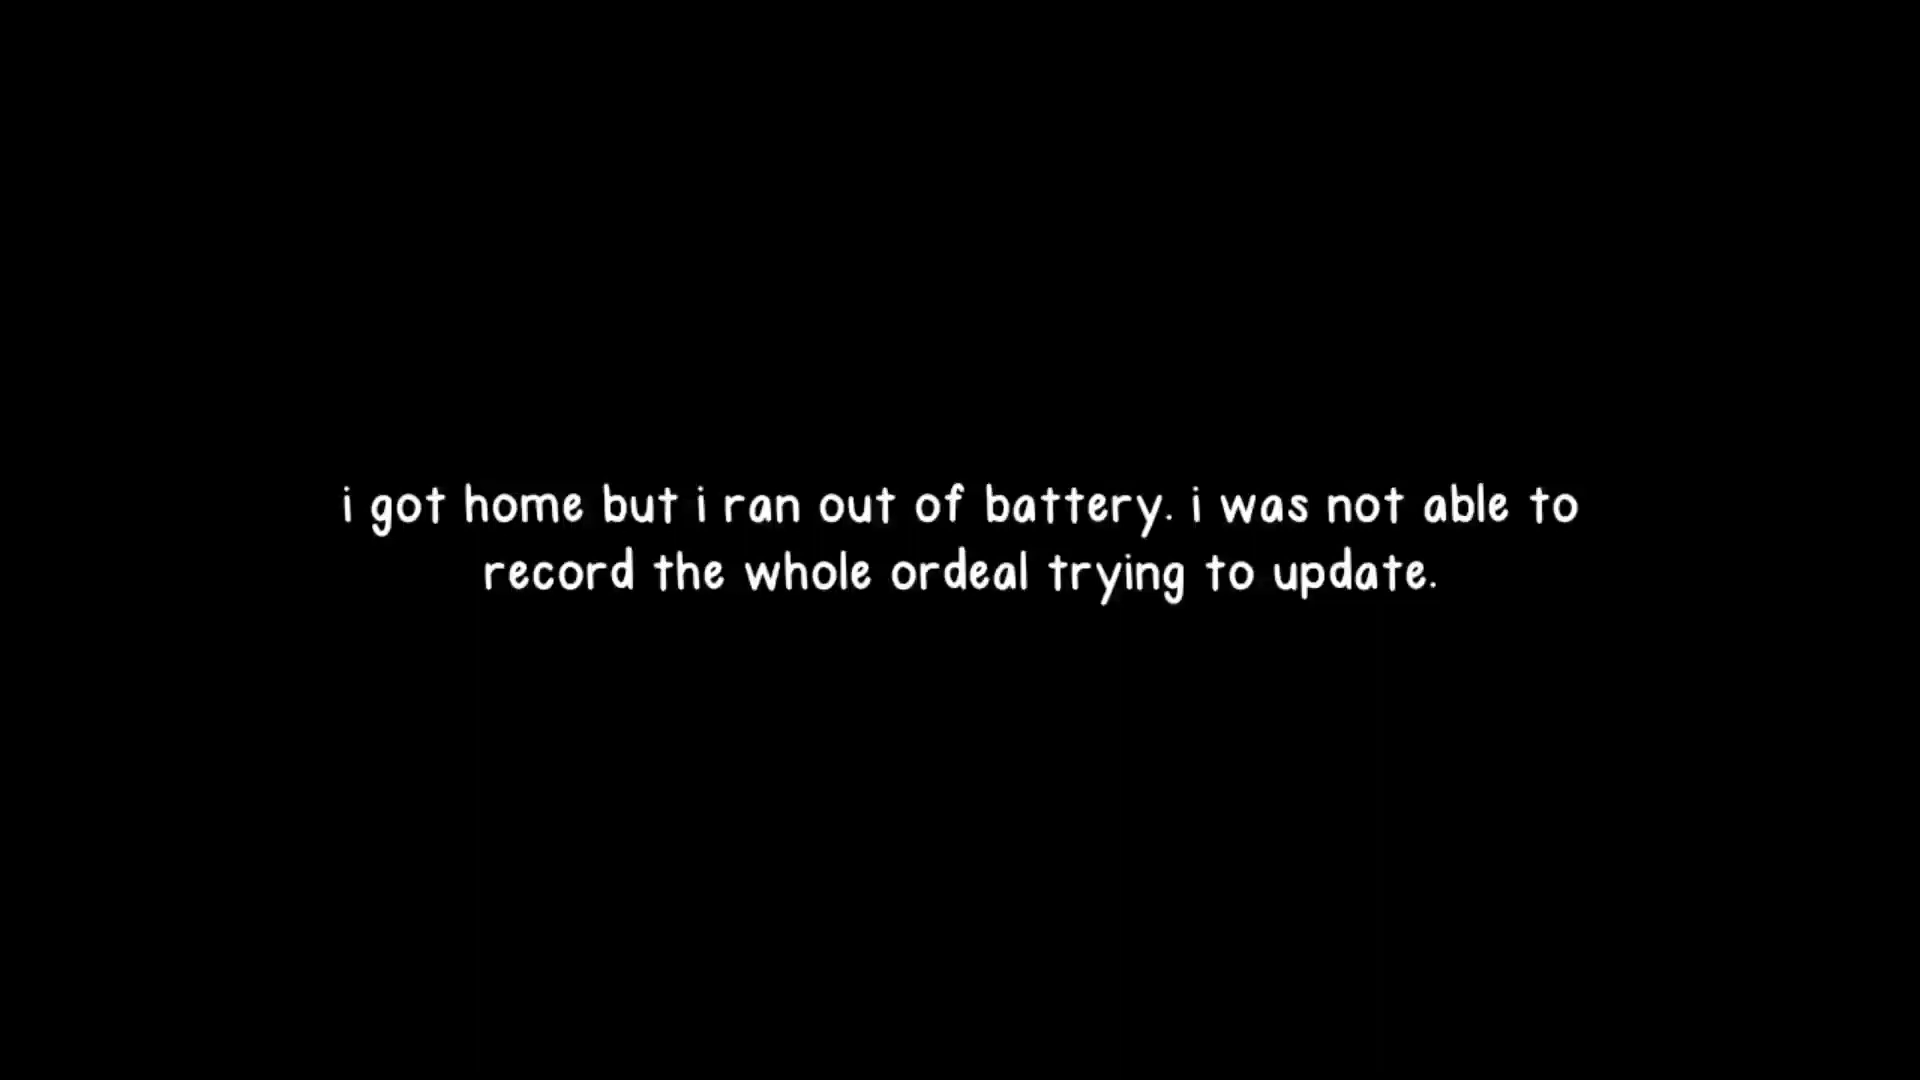 i got home but i ran out of battery. i was not able to
record the whole ordeal trying to update.